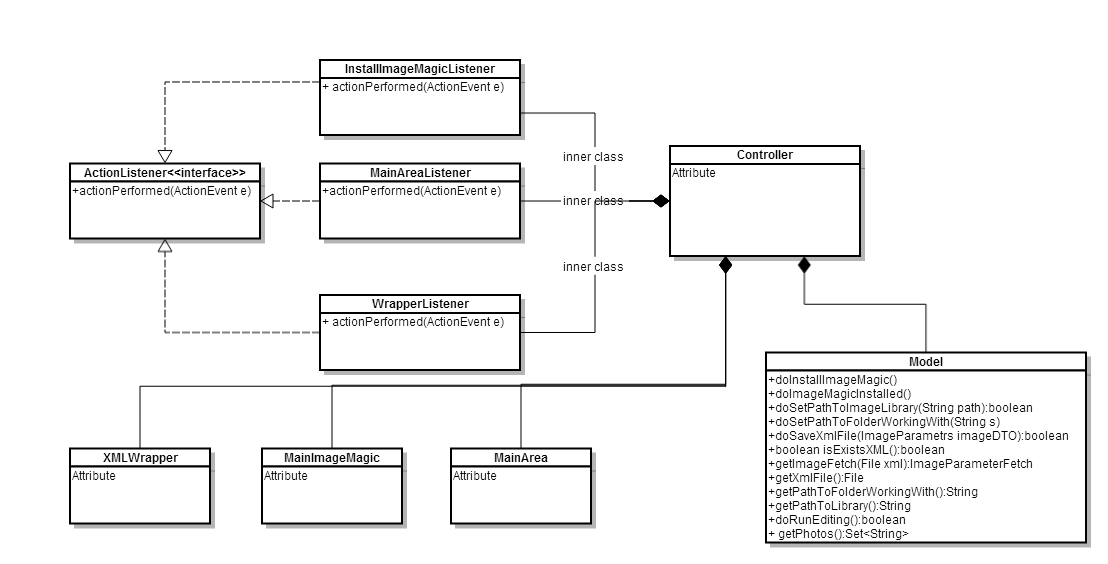 InstallImageMagicListener
+ actionPerformed(ActionEvent e)
inner class
Controller
Attribute
ActionListener<<interface>>
+actionPerformed(ActionEvent e)
MainAreaListener
+actionPerformed(ActionEvent e)
inner class
inner class
WrapperListener
+ actionPerformed(ActionEvent e)
Model
+doInstallImageMagic()
+doImageMagicInstalled()
+doSetPathToImageLibrary(String path):boolean
+doSetPathToFolderWorkingWith(String s)
+doSaveXmlFile(ImageParametrs imageDTO):boolean
+boolean isExistsXML():boolean
+getImageFetch(File xml):ImageParameterFetch
+getXmlFile():File
+getPathToFolderWorkingWith():String
+getPathToLibrary():String
+doRunEditing():boolean
+ getPhotos():Set<String>
XMLWrapper
Attribute
MainImageMagic
Attribute
MainArea
Attribute